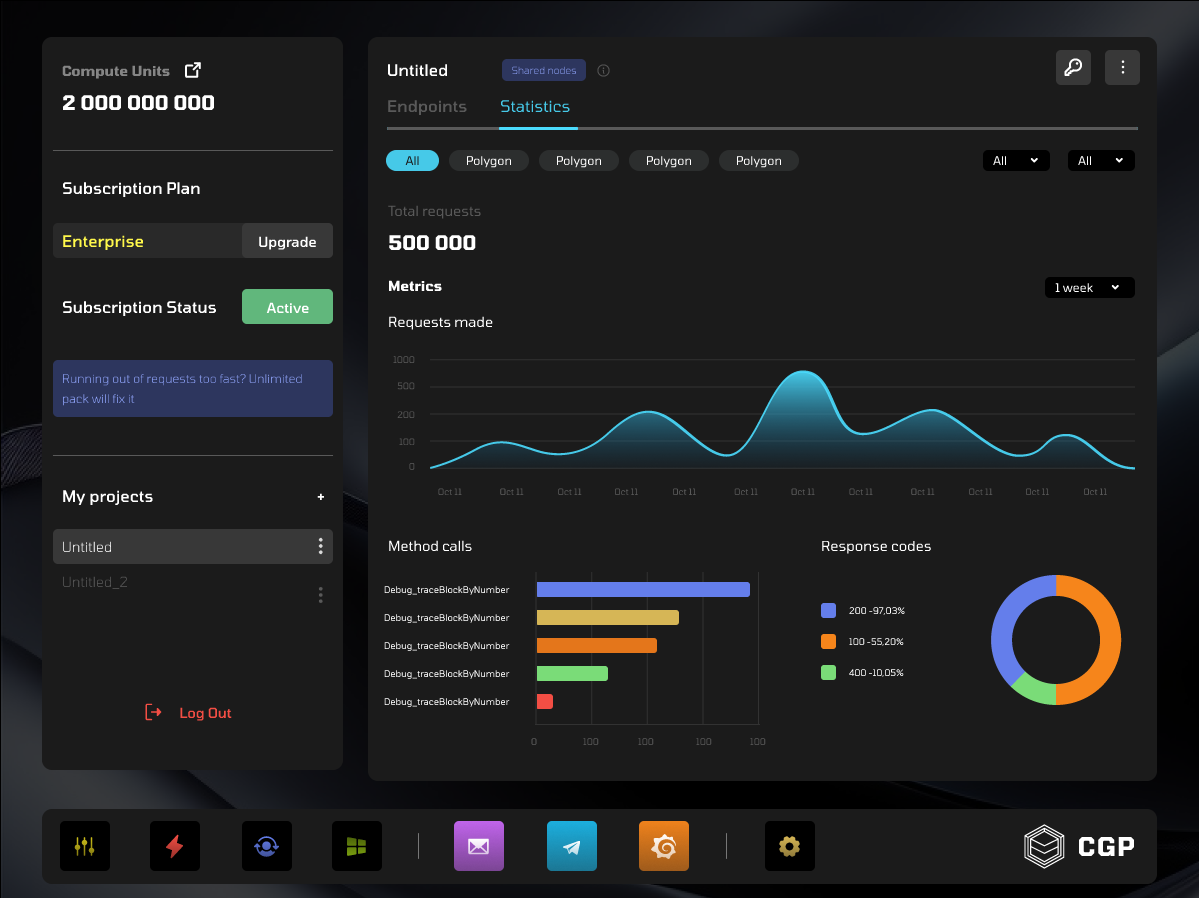 Compute Units
2 000 000 000
Subscription Plan
Enterprise
Upgrade
Subscription Status
Active
Running out of requests too fast? Unlimited
pack will fix it
My projects
+
Untitled
Untitled_2
Log Out
Untitled
Shared nodes
Endpoints
Statistics
All
Polygon
Polygon
Polygon
Polygon
All
All
Total requests
500 000
Metrics
1 week
Requests made
1000
500
200
100
0
Oct 11
Oct 11
Oct 11
Oct 11
Oct 11
Oct 11
Oct 11
Oct 11
Oct 11
Oct 11
Oct 11
Oct 11
Method calls
Debug_traceBlockByNumber
Debug_traceBlockByNumber
Debug_traceBlockByNumber
Debug_traceBlockByNumber
Debug_traceBlockByNumber
0
100
100
100
100
Response codes
200 -97,03%
100 -55,20%
400 -10,05%
CGP